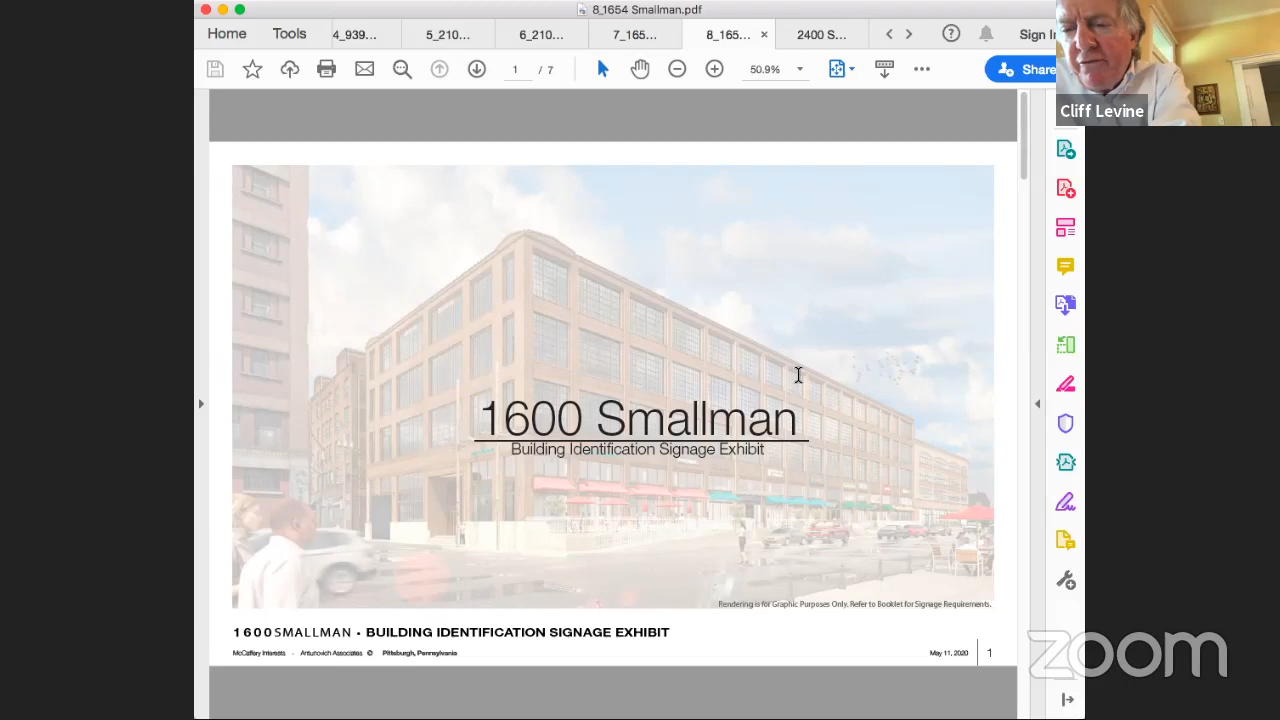 8_1654 Smallman.pdf
Home
Tools
4_939...
5_210...
6_210...
7_165...
8_165...
2400 S...
Sign In
1 / 7
50.9%
Share
Cliff Levine
1600 Smallman
Building Identification Signage Exhibit
Rendering is for Graphic Purposes Only. Refer to Booklet for Signage Requirements.
1600SMALLMAN • BUILDING IDENTIFICATION SIGNAGE EXHIBIT
McCaffery Interests - Antunovich Associates © Pittsburgh, Pennsylvania
May 11, 2020
1
zoom